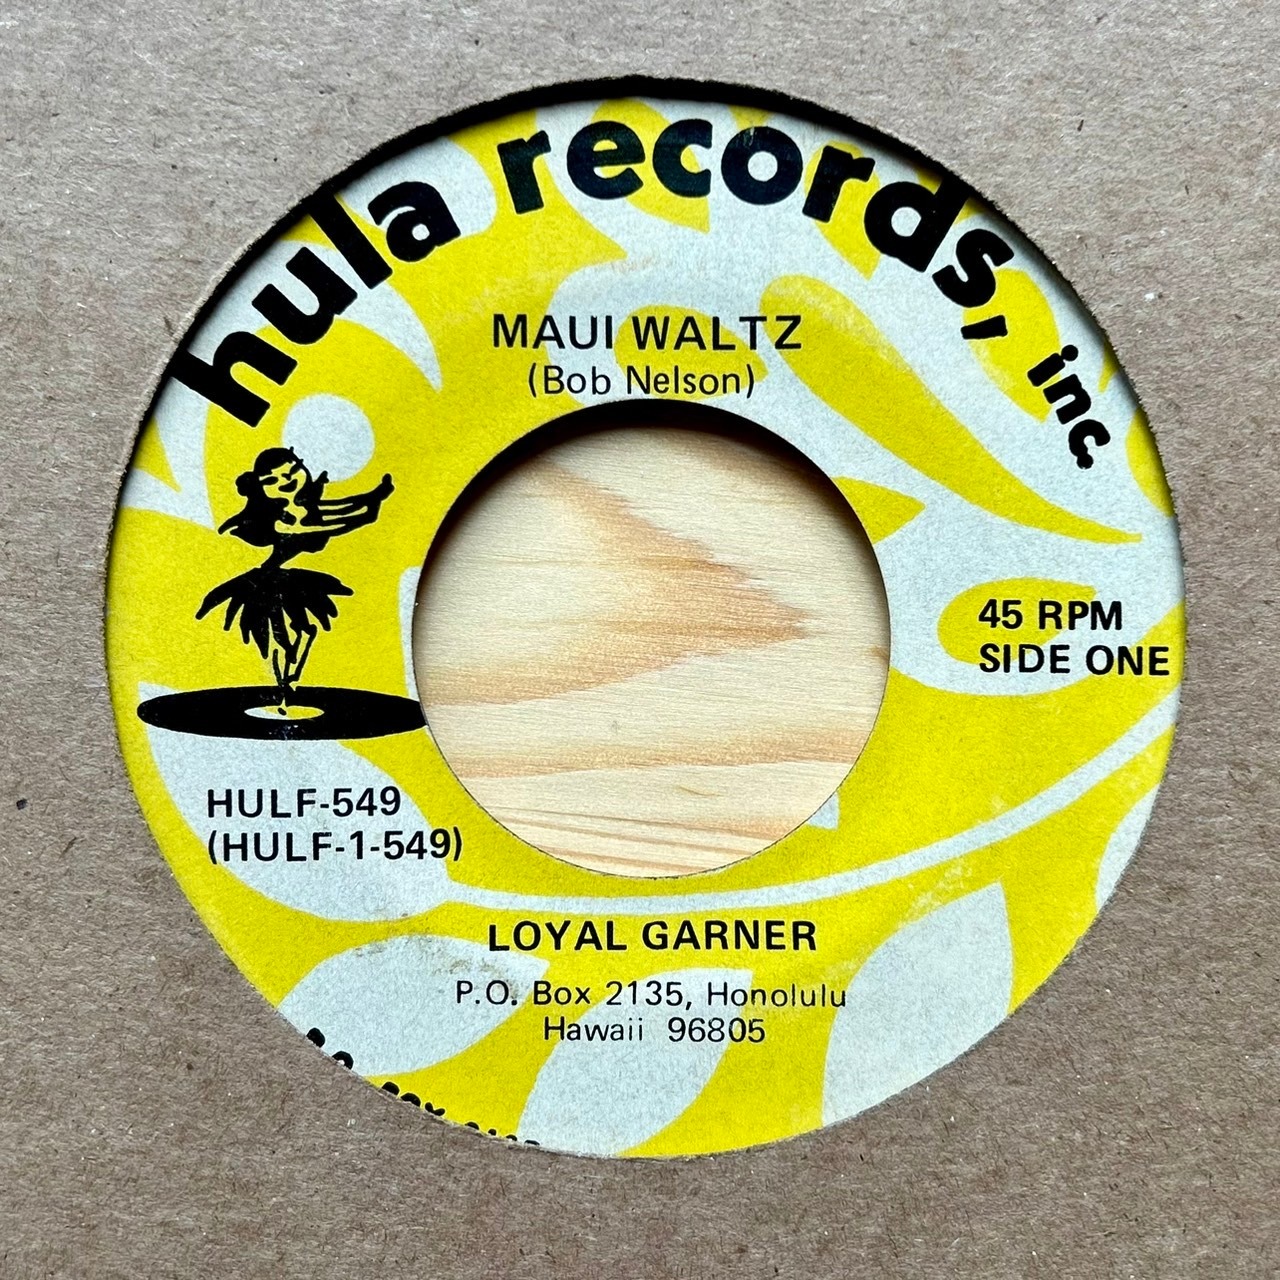 hula records, inc.
MAUI WALTZ
(Bob Nelson)
45 RPM
SIDE ONE
HULF-549
(HULF-1-549)
LOYAL GARNER
P.O. Box 2135, Honolulu
Hawaii 96805